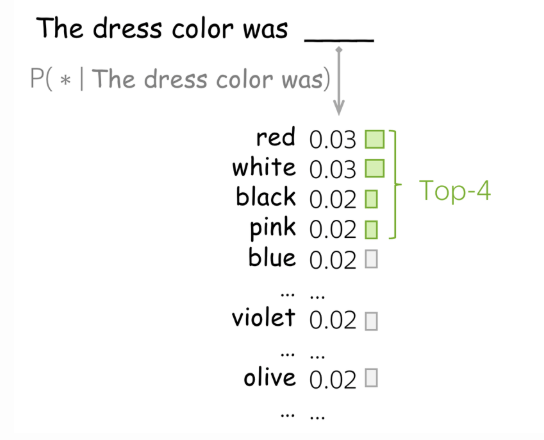 The dress color was _____
P( * | The dress color was)
red 0.03
white 0.03
black 0.02
Top-4
pink 0.02
blue 0.02
... ...
violet 0.02
... ...
olive 0.02
... ...